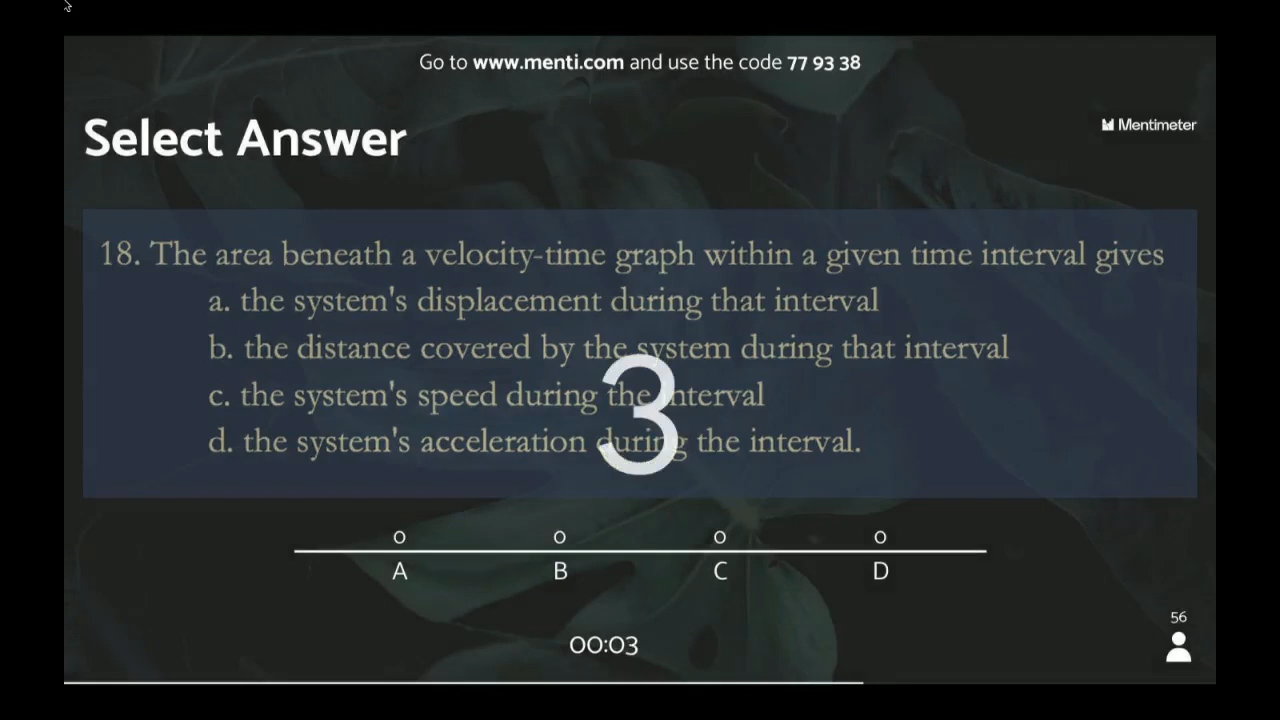 Go to www.menti.com and use the code 77 93 38
Select Answer
Mentimeter
18. The area beneath a velocity-time graph within a given time interval gives
a. the system's displacement during that interval
b. the distance covered by the system during that interval
c. the system's speed during the interval
d. the system's acceleration during the interval.
3
0 0 0 0
A B C D
00:03
56